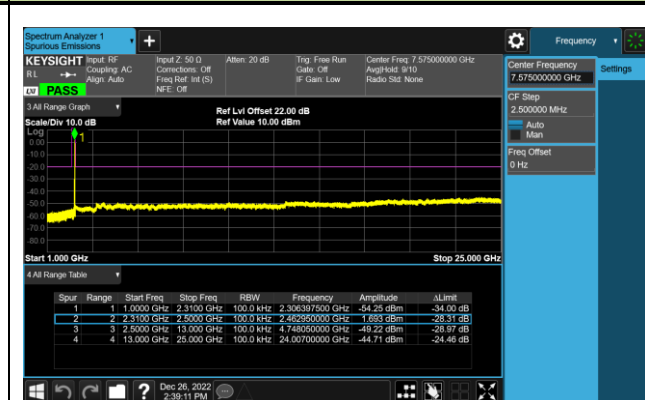 Spectrum Analyzer 1
Spurious Emissions
+
Frequency
KEYSIGHT Input: RF Input Z: 50 Ω Atten: 20 dB Trig: Free Run Center Freq: 7.575000000 GHz
RL Coupling: AC Corrections: Off Gate: Off Avg|Hold: 9/10
Align: Auto Freq Ref: Int (S) IF Gain: Low Radio Std: None
LXI PASS NFE: Off
Center Frequency
7.575000000 GHz
Settings
CF Step
2.500000 MHz
Auto
Man
Freq Offset
0 Hz
3 All Range Graph
Ref Lvl Offset 22.00 dB
Scale/Div 10.0 dB Ref Value 10.00 dBm
Log
1
0.00
-10.0
-20.0
-30.0
-40.0
-50.0
-60.0
-70.0
-80.0
Start 1.000 GHz Stop 25.000 GHz
4 All Range Table
Spur Range Start Freq Stop Freq RBW Frequency Amplitude ΔLimit
1 1 1.0000 GHz 2.3100 GHz 100.0 kHz 2.306397500 GHz -54.25 dBm -34.00 dB
2 2 2.3100 GHz 2.5000 GHz 100.0 kHz 2.462950000 GHz 1.693 dBm -28.31 dB
3 3 2.5000 GHz 13.000 GHz 100.0 kHz 4.748050000 GHz -49.22 dBm -28.97 dB
4 4 13.000 GHz 25.000 GHz 100.0 kHz 24.00700000 GHz -44.71 dBm -24.46 dB
? Dec 26, 2022
2:39:11 PM